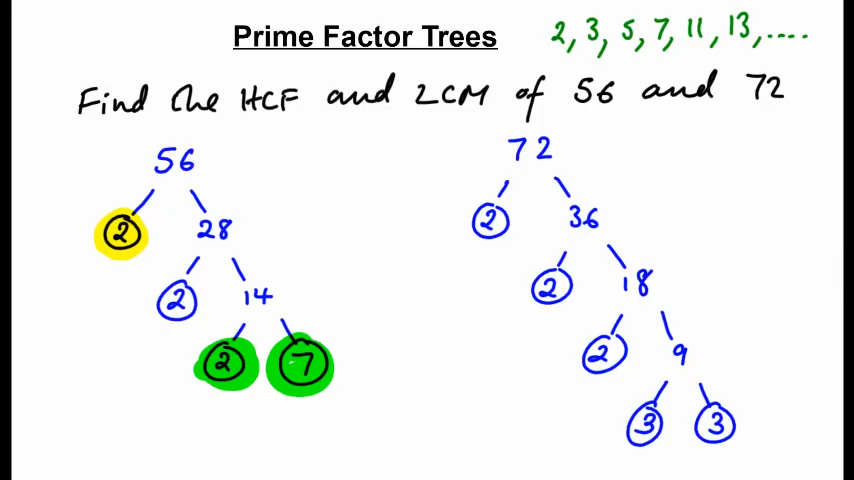 Prime Factor Trees 2, 3, 5, 7, 11, 13, ....
Find the HCF and LCM of 56 and 72
56 72
2 28 2 36
2 14 2 18
2 7 2 9
3 3